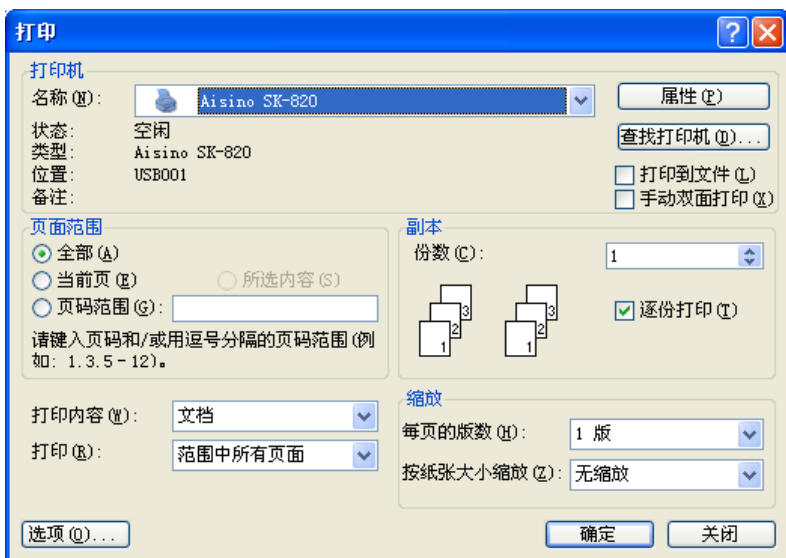 打印
打印机
名称(N): Aisino SK-820 属性(P)
状态: 空闲 查找打印机(D)...
类型: Aisino SK-820
位置: USB001 打印到文件(L)
备注: 手动双面打印(X)
页面范围
全部(A)
当前页(E) 所选内容(S)
页码范围(G):
请键入页码和/或用逗号分隔的页码范围(例
如: 1.3.5-12)。
副本
份数(C): 1
3 3
2 2
1 1
逐份打印(T)
打印内容(W): 文档
打印(R): 范围中所有页面
缩放
每页的版数(H): 1 版
按纸张大小缩放(Z): 无缩放
选项(O)... 确定 关闭